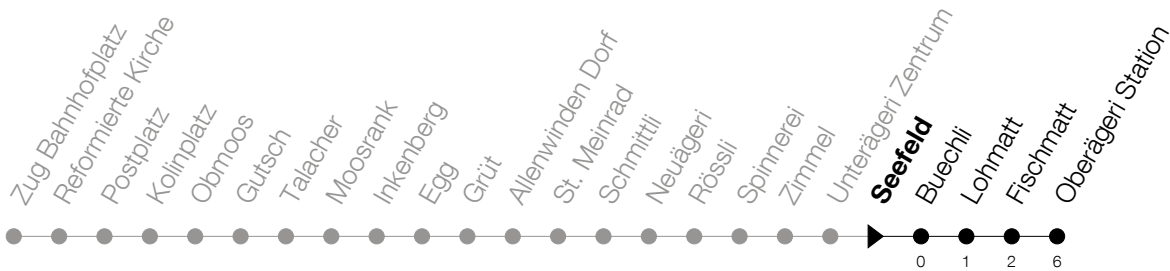 Zug Bahnhofplatz
Reformierte Kirche
Postplatz
Kolinplatz
Obmoos
Gutsch
Talacher
Moosrank
Inkenberg
Egg
Grüt
Allenwinden Dorf
St. Meinrad
Schmittli
Neuägeri
Rössli
Spinnerei
Zimmel
Unterägeri Zentrum
Seefeld
Buechli
Lohmatt
Fischmatt
Oberägeri Station
0 1 2 6